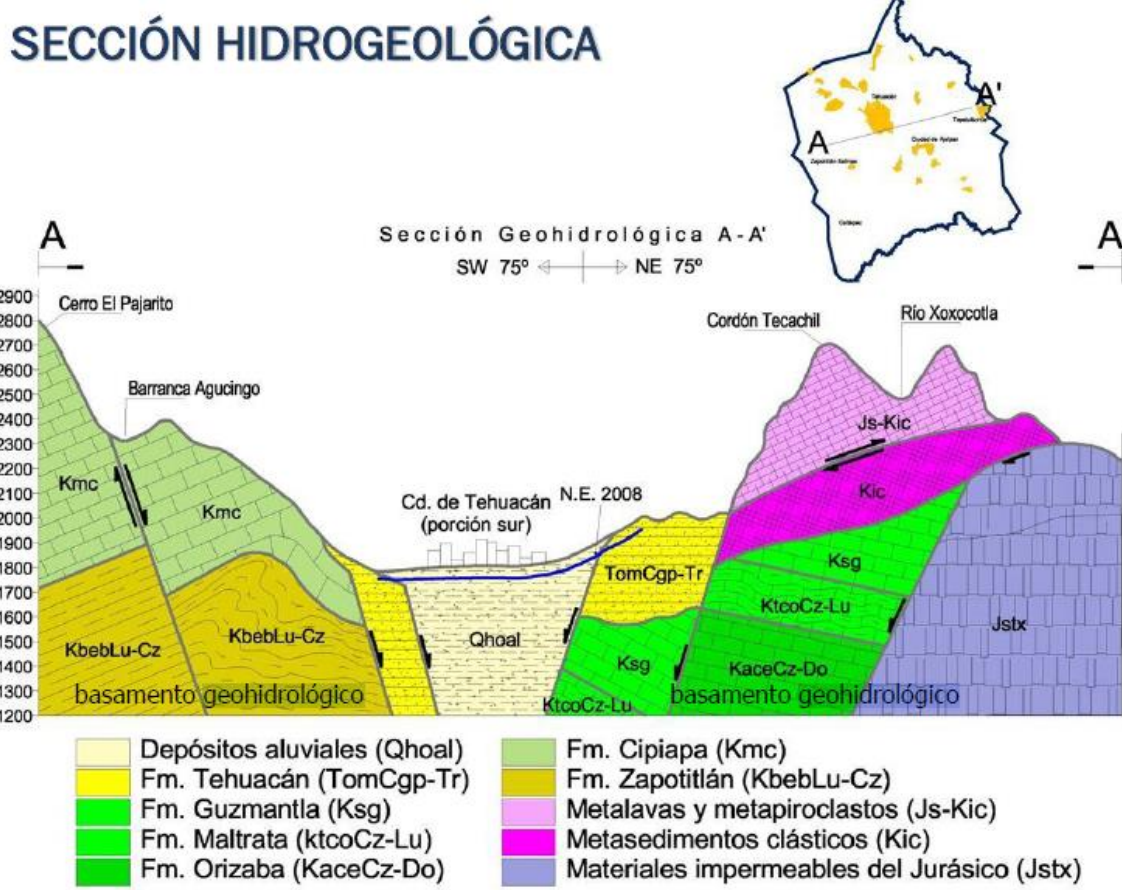 SECCIÓN HIDROGEOLÓGICA
Tehuacán
A'
A
Sección Geohidrológica A-A'
SW 75º NE 75º
A
A
2900
2800
2700
2600
2500
2400
2300
2200
2100
2000
1900
1800
1700
1600
1500
1400
1300
1200
Cerro El Pajarito
Barranca Agucingo
Cordón Tecachil
Río Xoxocotla
Js-Kic
Kmc
Kmc
Kic
Cd. de Tehuacán
(porción sur)
N.E. 2008
TomCgp-Tr
Ksg
KtcoCz-Lu
KbebLu-Cz
KbebLu-Cz
Qhoal
Ksg
KaceCz-Do
Jstx
KtcoCz-Lu
basamento geohidrológico
basamento geohidrológico
Depósitos aluviales (Qhoal)
Fm. Tehuacán (TomCgp-Tr)
Fm. Guzmantla (Ksg)
Fm. Maltrata (ktcoCz-Lu)
Fm. Orizaba (KaceCz-Do)
Fm. Cipiapa (Kmc)
Fm. Zapotitlán (KbebLu-Cz)
Metalavas y metapiroclastos (Js-Kic)
Metasedimentos clásticos (Kic)
Materiales impermeables del Jurásico (Jstx)